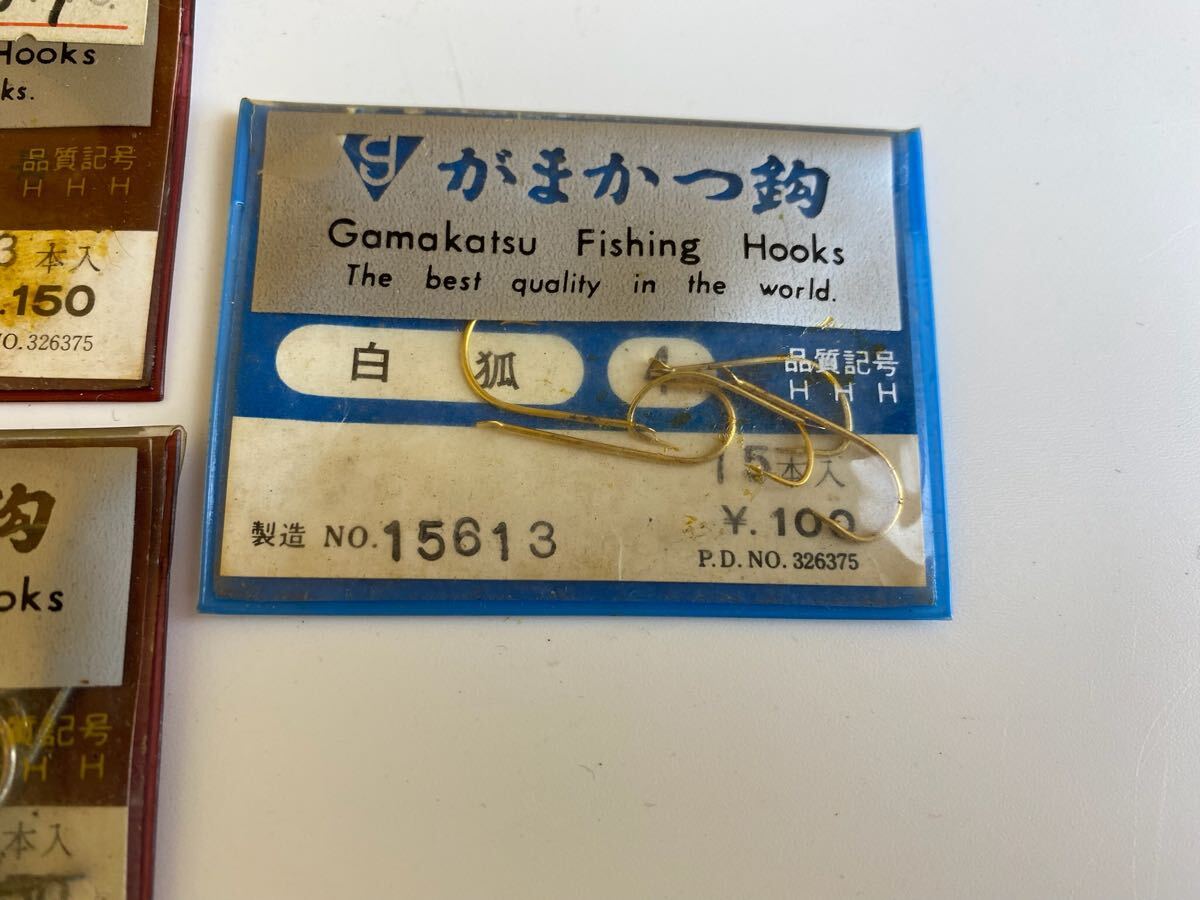 Hooks
ks.
品質記号
H H H
3 本入
.150
O. 326375
鈎
oks
質記号
H H
本入
がまかつ鈎
Gamakatsu Fishing Hooks
The best quality in the world.
白狐
品質記号
H H H
15本入
¥.100
製造 NO.15613
P.D. NO. 326375